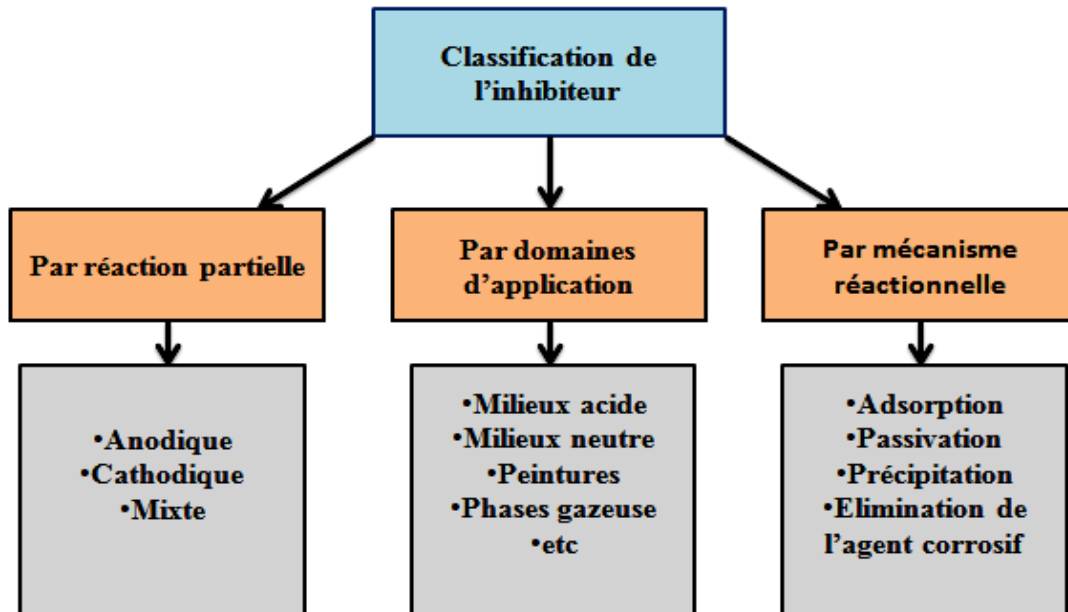 Classification de
l’inhibiteur
Par réaction partielle
Par domaines
d’application
Par mécanisme
réactionnelle
•Anodique
•Cathodique
•Mixte
•Milieux acide
•Milieux neutre
•Peintures
•Phases gazeuse
•etc
•Adsorption
•Passivation
•Précipitation
•Elimination de
l’agent corrosif